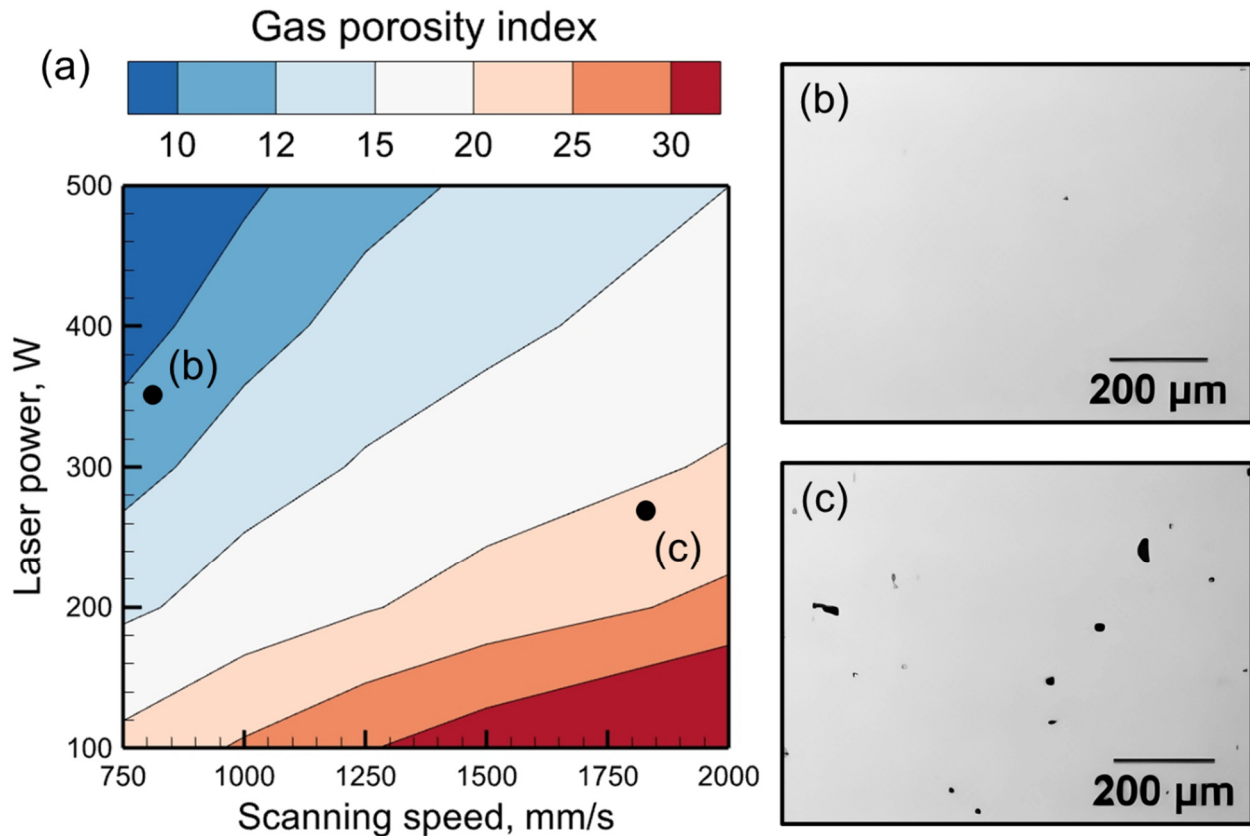 Gas porosity index
(a)
10 12 15 20 25 30
500
400
300
200
100
Laser power, W
(b)
(c)
750 1000 1250 1500 1750 2000
Scanning speed, mm/s
(b)
200 µm
(c)
200 µm